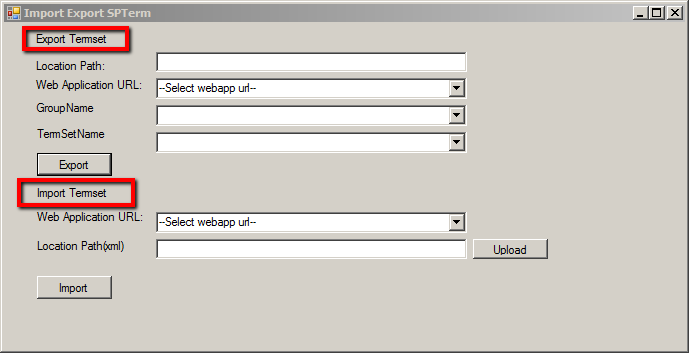 Import Export SPTerm
Export Termset
Location Path:
Web Application URL: --Select webapp url--
GroupName
TermSetName
Export
Import Termset
Web Application URL: --Select webapp url--
Location Path(xml) Upload
Import